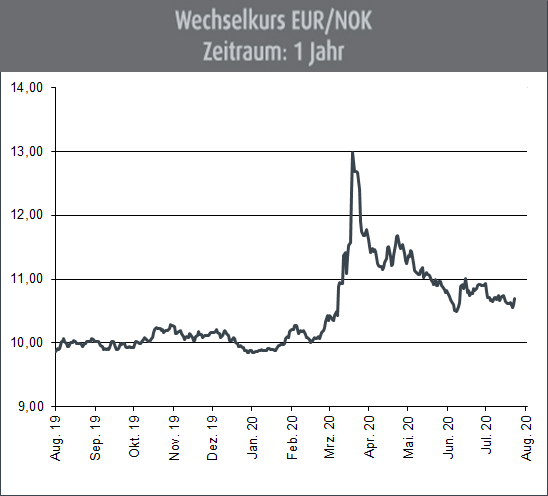 Wechselkurs EUR/NOK
Zeitraum: 1 Jahr
14,00
13,00
12,00
11,00
10,00
9,00
Aug. 19
Sep. 19
Okt. 19
Nov. 19
Dez. 19
Jan. 20
Feb. 20
Mrz. 20
Apr. 20
Mai. 20
Jun. 20
Jul. 20
Aug. 20